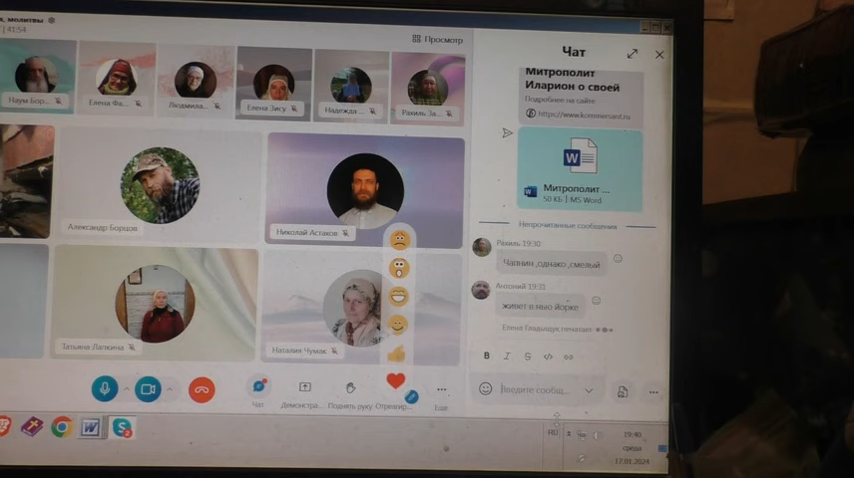 , молитвы
41:54
Просмотр
Наум Бор...
Елена Фа...
Людмила...
Елена Зису
Надежда ...
Рахиль За...
Александр Борцов
Николай Астахов
Татьяна Лапкина
Наталия Чумак
Чат
Демонстра...
Поднять руку
Отреагир...
Ещё
Чат
Митрополит
Иларион о своей
Подробнее на сайте
https://www.kommersant.ru
W
Митрополит ...
50 КБ | MS Word
Непрочитанные сообщения
Рахиль 19:30
Чапнин ,однако ,смелый
Антоний 19:31
живет в нью йорке
Елена Гладышук печатает
B I S
Введите сообщ...
W
S
RU
19:40
среда
17.01.2024